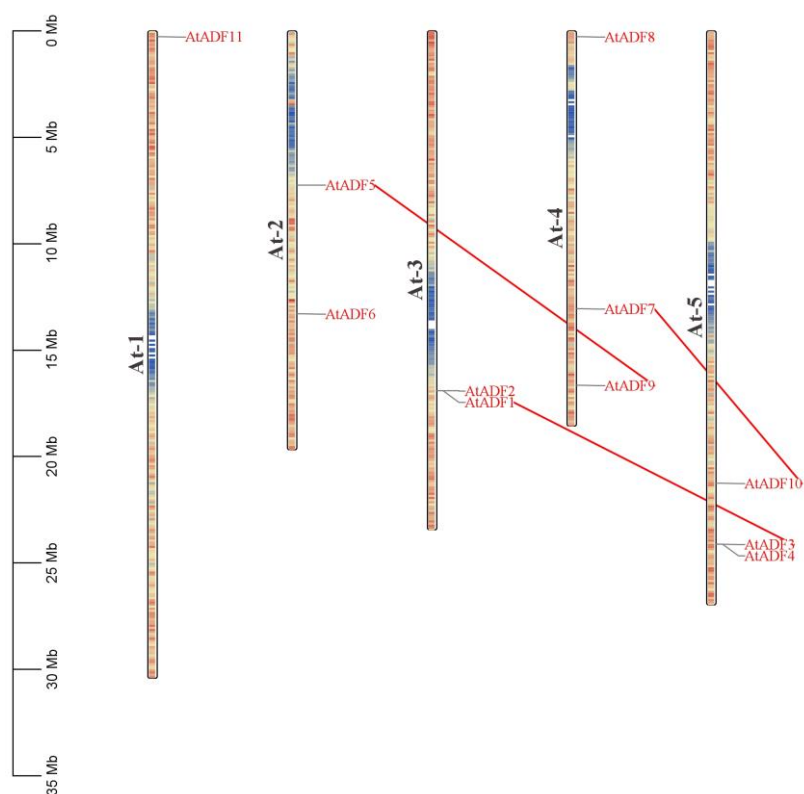 0 Mb
5 Mb
10 Mb
15 Mb
20 Mb
25 Mb
30 Mb
35 Mb
At-1
AtADF11
At-2
AtADF5
AtADF6
At-3
AtADF2
AtADF1
At-4
AtADF8
AtADF7
AtADF9
At-5
AtADF10
AtADF3
AtADF4